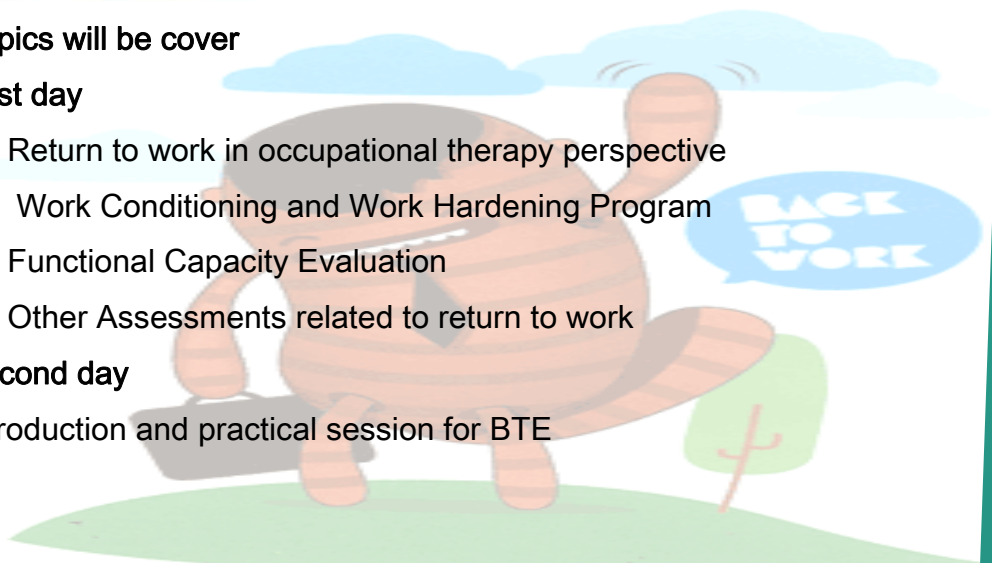 pics will be cover
st day
Return to work in occupational therapy perspective
Work Conditioning and Work Hardening Program
BACK
TO
WORK
Functional Capacity Evaluation
Other Assessments related to return to work
cond day
roduction and practical session for BTE